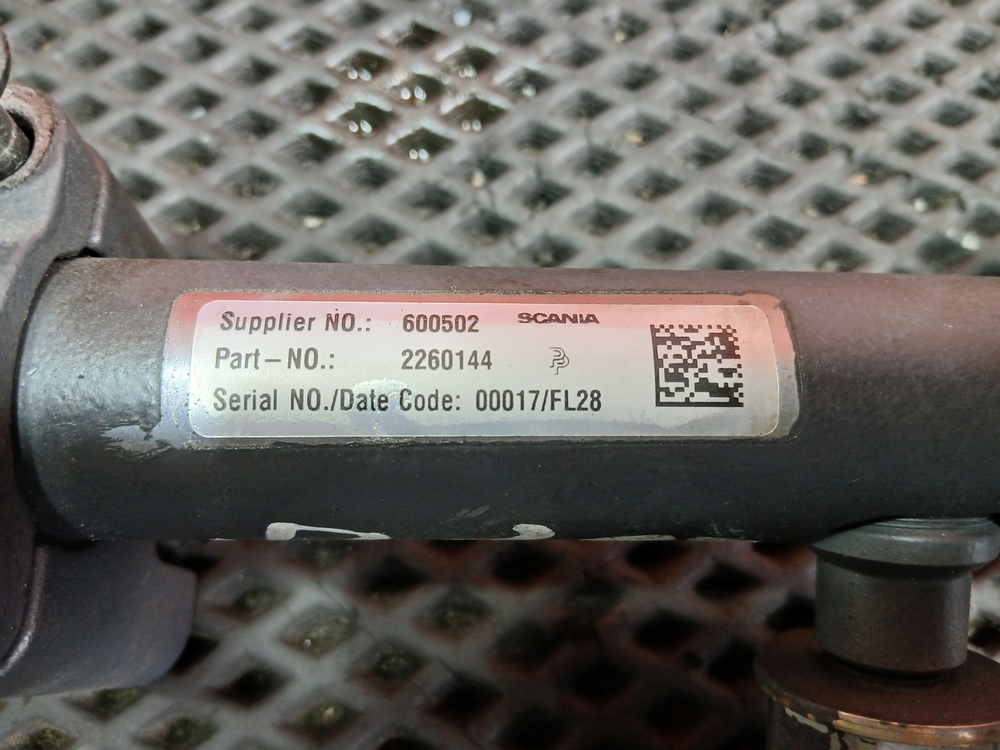 Supplier NO.: 600502 SCANIA
Part-NO.: 2260144
Serial NO./Date Code: 00017/FL28